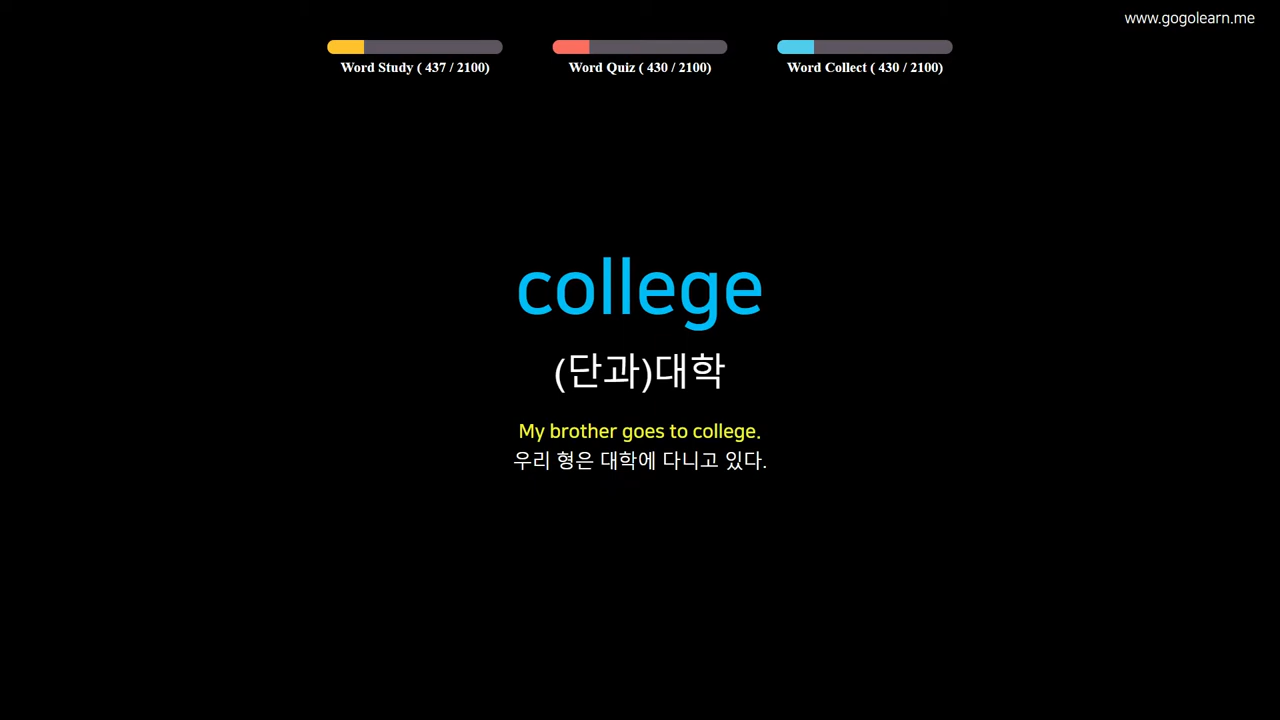 www.gogolearn.me
Word Study ( 437 / 2100)
Word Quiz ( 430 / 2100)
Word Collect ( 430 / 2100)
college
(단과)대학
My brother goes to college.
우리 형은 대학에 다니고 있다.